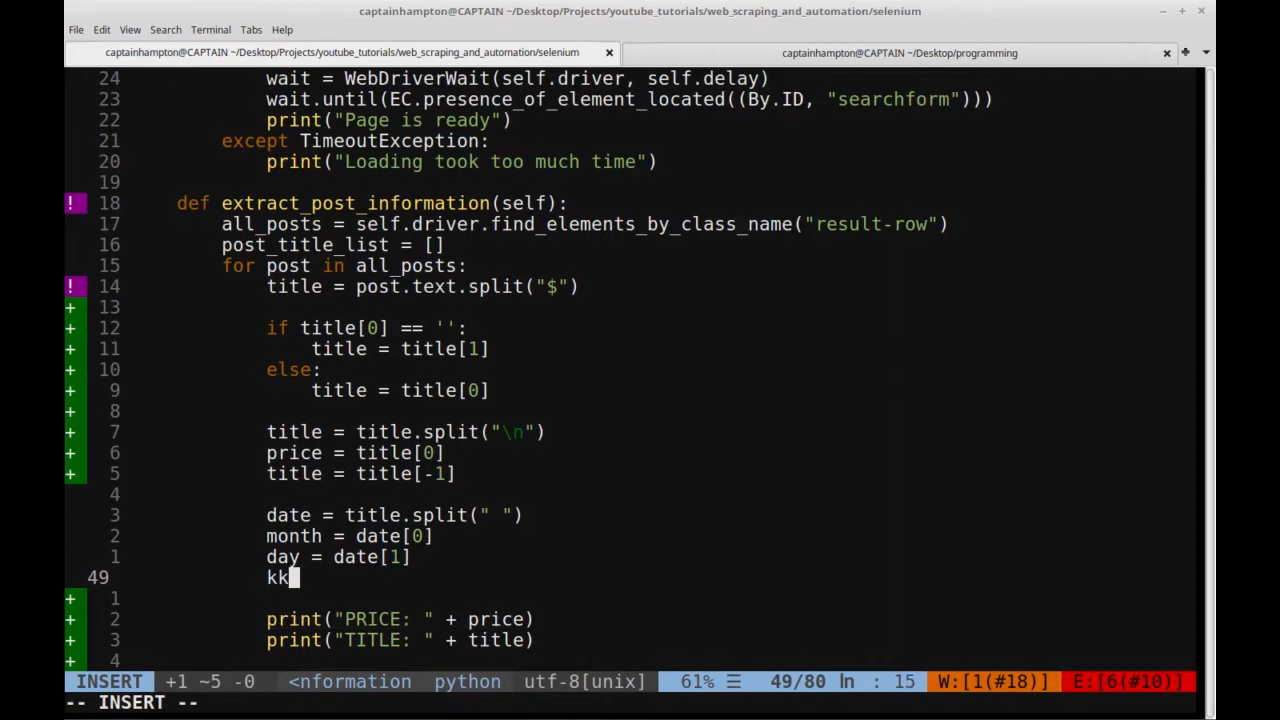 captainhampton@CAPTAIN ~/Desktop/Projects/youtube_tutorials/web_scraping_and_automation/selenium
File Edit View Search Terminal Tabs Help
captainhampton@CAPTAIN ~/Desktop/Projects/youtube_tutorials/web_scraping_and_automation/selenium × captainhampton@CAPTAIN ~/Desktop/programming ×
24 wait = WebDriverWait(self.driver, self.delay)
23 wait.until(EC.presence_of_element_located((By.ID, "searchform")))
22 print("Page is ready")
21 except TimeoutException:
20 print("Loading took too much time")
19
! 18 def extract_post_information(self):
17 all_posts = self.driver.find_elements_by_class_name("result-row")
16 post_title_list = []
15 for post in all_posts:
! 14 title = post.text.split("$")
+ 13
+ 12 if title[0] == '':
+ 11 title = title[1]
+ 10 else:
+ 9 title = title[0]
+ 8
+ 7 title = title.split("\n")
+ 6 price = title[0]
+ 5 title = title[-1]
4
3 date = title.split(" ")
2 month = date[0]
1 day = date[1]
49 kk
+ 1
+ 2 print("PRICE: " + price)
+ 3 print("TITLE: " + title)
+ 4
INSERT +1 ~5 -0 <nformation python utf-8[unix] 61% ☰ 49/80 ln : 15 W:[1(#18)] E:[6(#10)]
-- INSERT --